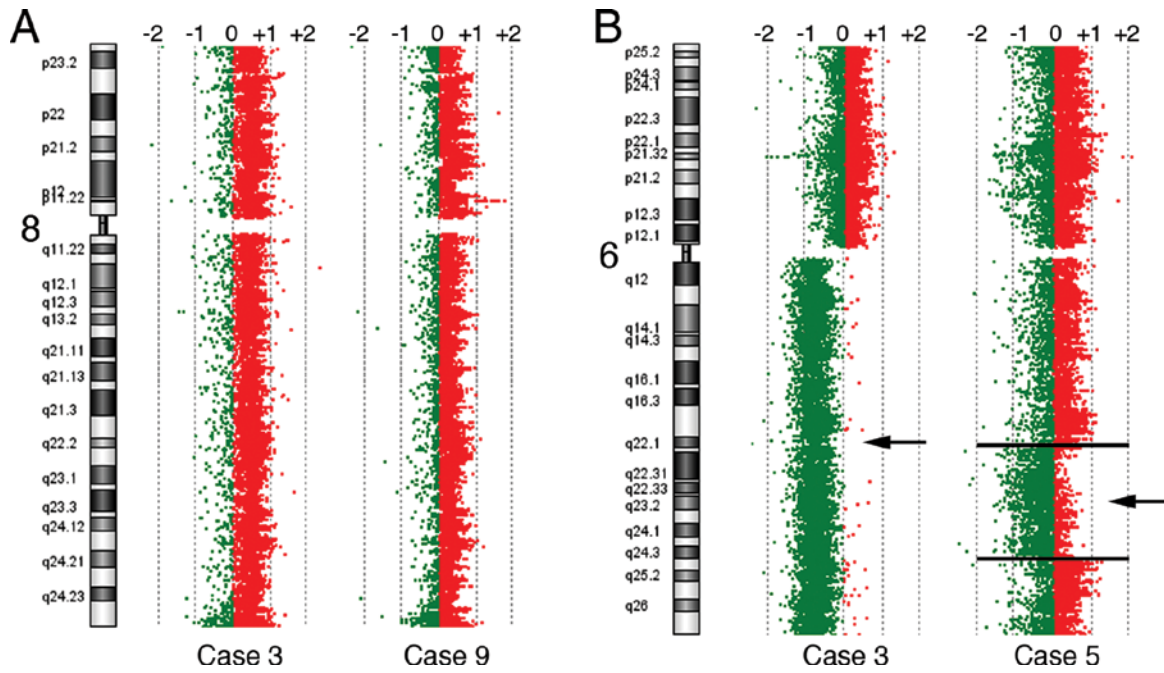 A
-2 -1 0 +1 +2
-2 -1 0 +1 +2
p23.2
p22
p21.2
p12
p11.22
8
q11.22
q12.1
q12.3
q13.2
q21.11
q21.13
q21.3
q22.2
q23.1
q23.3
q24.12
q24.21
q24.23
Case 3
Case 9
B
-2 -1 0 +1 +2
-2 -1 0 +1 +2
p25.2
p24.3
p24.1
p22.3
p22.1
p21.32
p21.2
p12.3
p12.1
6
q12
q14.1
q14.3
q16.1
q16.3
q22.1
q22.31
q22.33
q23.2
q24.1
q24.3
q25.2
q26
Case 3
Case 5